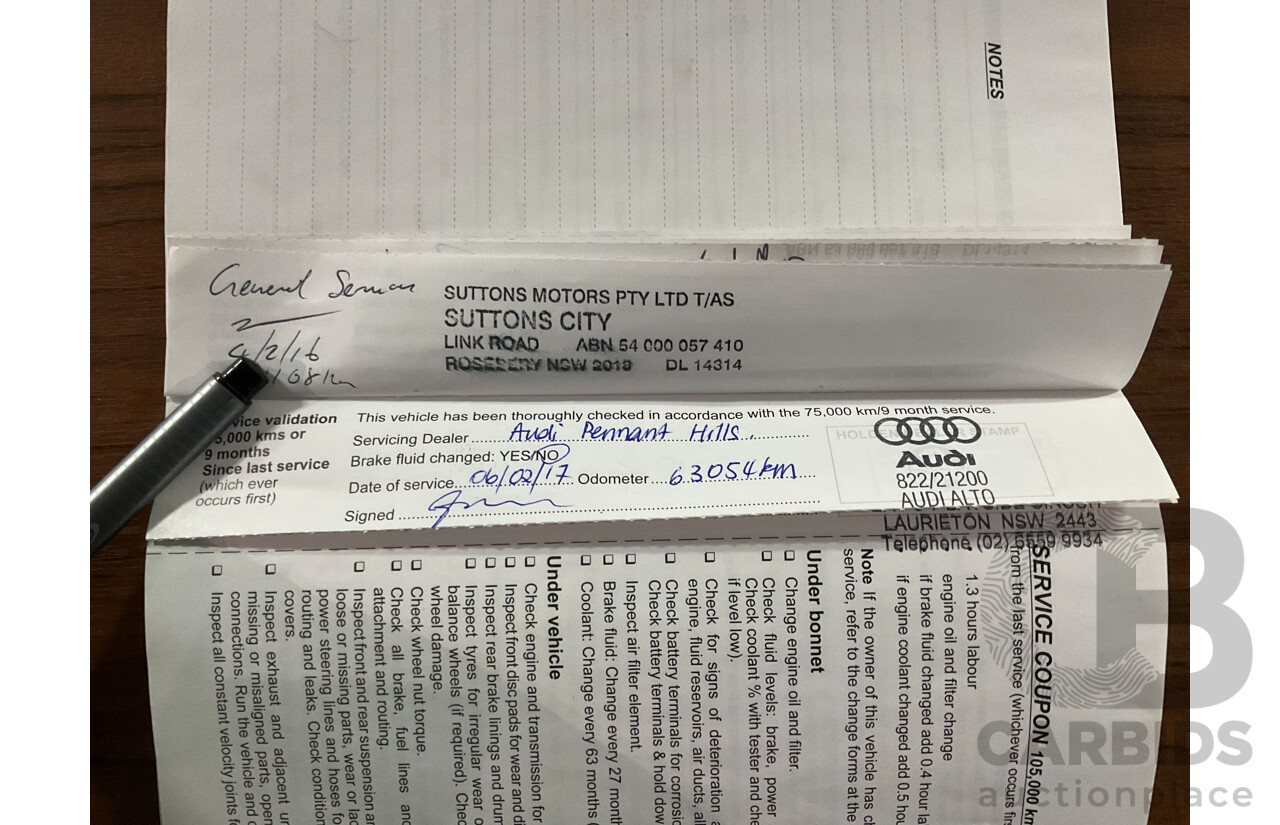 NOTES
General Service
4/2/16
SUTTONS MOTORS PTY LTD T/AS
SUTTONS CITY
LINK ROAD ABN 54 000 057 410
ROSEBERY NSW 2018 DL 14314
vice validation
5,000 kms or
9 months
Since last service
(which ever
occurs first)
This vehicle has been thoroughly checked in accordance with the 75,000 km/9 month service.
Servicing Dealer Audi Pennant Hills
Brake fluid changed: YES/NO
Date of service 06/02/17 Odometer 63054km
Signed
HOLDEN DEALER STAMP
Audi
822/21200
AUDI ALTO
LAURIETON NSW 2443
Telephone (02) 6559 9934
SERVICE COUPON 105,000 km
from the last service (whichever occurs fir
1.3 hours labour
engine oil and filter change
if brake fluid changed add 0.4 hour la
if engine coolant changed add 0.5 hou
Note If the owner of this vehicle has ch
service, refer to the change forms at the
Under bonnet
☐ Change engine oil and filter.
☐ Check fluid levels: brake, power
Check coolant % with tester and che
if level low).
☐ Check for signs of deterioration a
engine, fluid reservoirs, air ducts, all
☐ Check battery terminals for corrosio
Check battery terminals & hold dow
☐ Inspect air filter element.
☐ Brake fluid: Change every 27 mont
☐ Coolant: Change every 63 months (
Under vehicle
☐ Check engine and transmission for
☐ Inspect front disc pads for wear and di
☐ Inspect rear brake linings and drum
☐ Inspect tyres for irregular wear o
balance wheels (if required). Chec
wheel damage.
☐ Check wheel nut torque.
☐ Check all brake, fuel lines and
attachment and routing.
☐ Inspect front and rear suspension an
loose or missing parts, wear or lac
power steering lines and hoses fo
routing and leaks. Check condition
covers.
☐ Inspect exhaust and adjacent un
missing or misaligned parts, open
connections. Run the vehicle and c
☐ Inspect all constant velocity joints f
CARBIDS
auctionplace